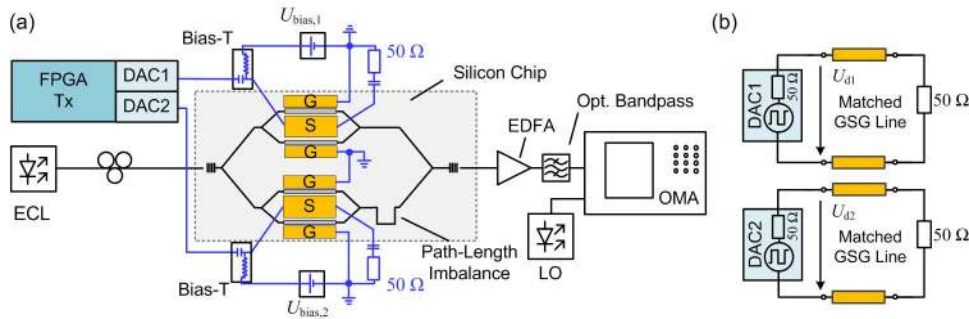 (a)
U_bias,1
Bias-T
50 Ω
FPGA
Tx
DAC1
DAC2
Silicon Chip
G
S
G
Opt. Bandpass
EDFA
ECL
G
S
G
OMA
LO
Path-Length
Imbalance
Bias-T
50 Ω
U_bias,2
(b)
DAC1
50 Ω
U_d1
Matched
GSG Line
50 Ω
DAC2
50 Ω
U_d2
Matched
GSG Line
50 Ω